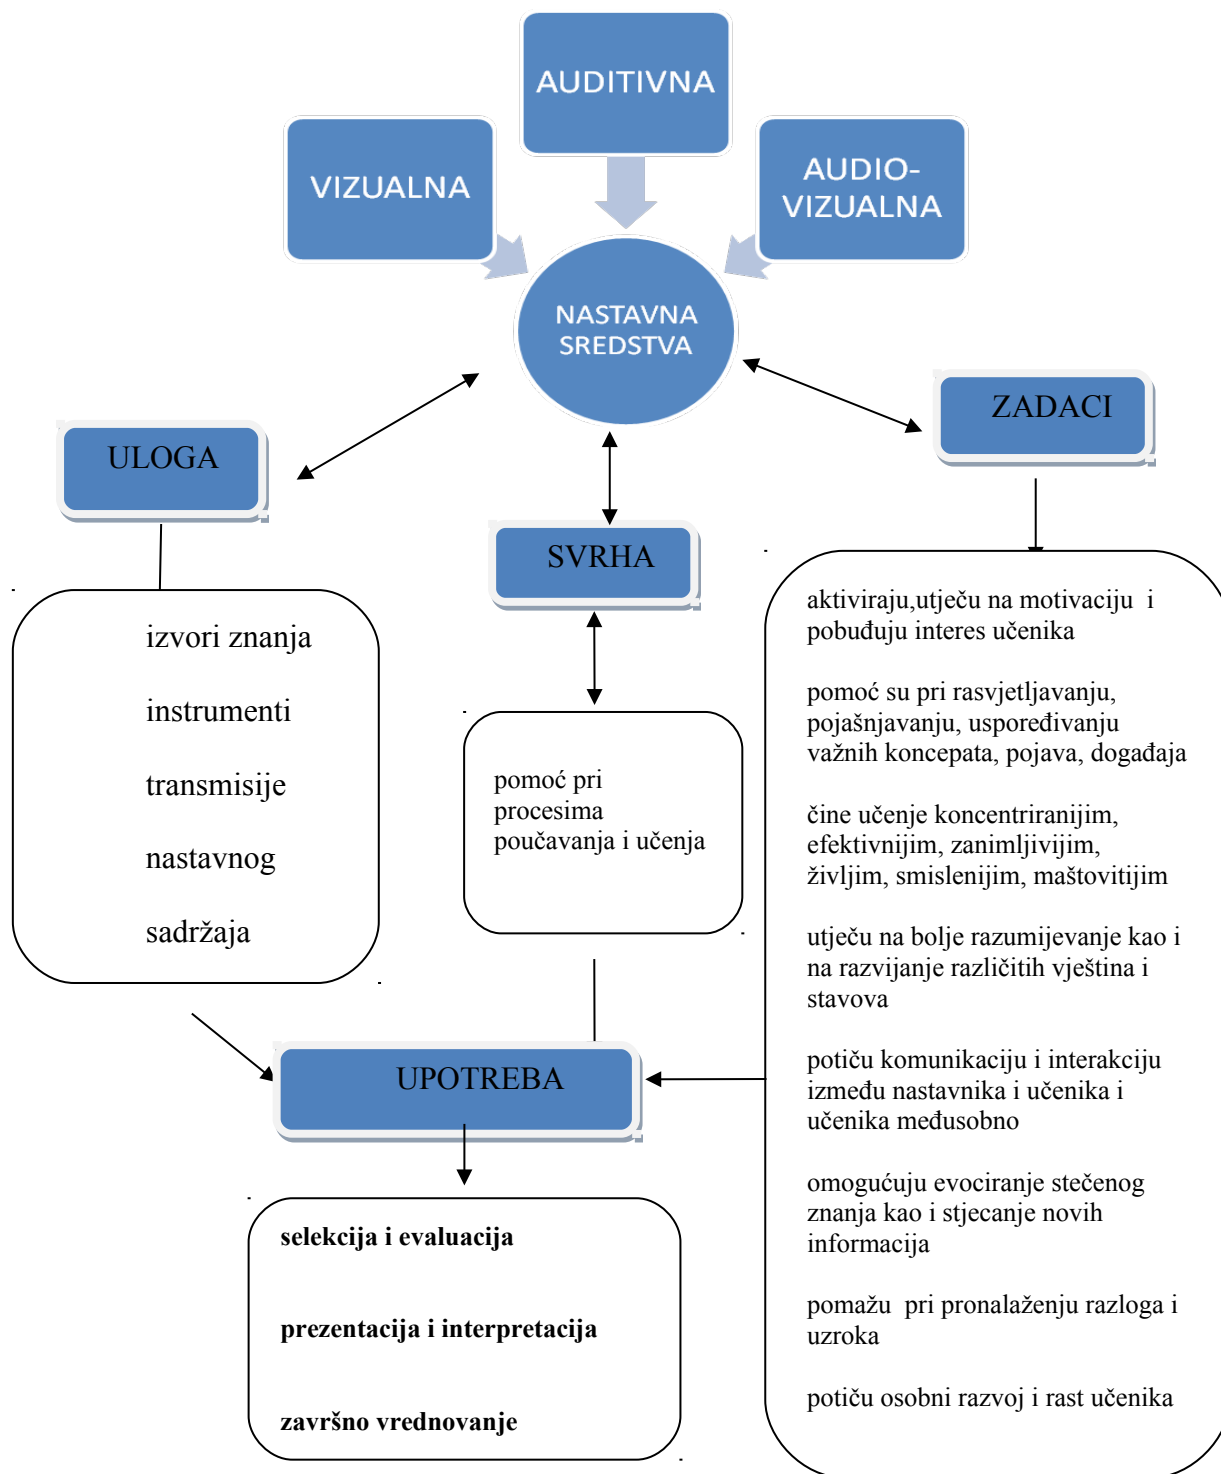 AUDITIVNA
VIZUALNA
AUDIO-
VIZUALNA
NASTAVNA
SREDSTVA
ULOGA
SVRHA
ZADACI
izvori znanja
instrumenti
transmisije
nastavnog
sadržaja
pomoć pri
procesima
poučavanja i učenja
aktiviraju,utječu na motivaciju  i
pobuđuju interes učenika
pomoć su pri rasvjetljavanju,
pojašnjavanju, uspoređivanju
važnih koncepata, pojava, događaja
čine učenje koncentriranijim,
efektivnijim, zanimljivijim,
življim, smislenijim, maštovitijim
utječu na bolje razumijevanje kao i
na razvijanje različitih vještina i
stavova
potiču komunikaciju i interakciju
između nastavnika i učenika i
učenika međusobno
omogućuju evociranje stečenog
znanja kao i stjecanje novih
informacija
pomažu  pri pronalaženju razloga i
uzroka
potiču osobni razvoj i rast učenika
UPOTREBA
selekcija i evaluacija
prezentacija i interpretacija
završno vrednovanje